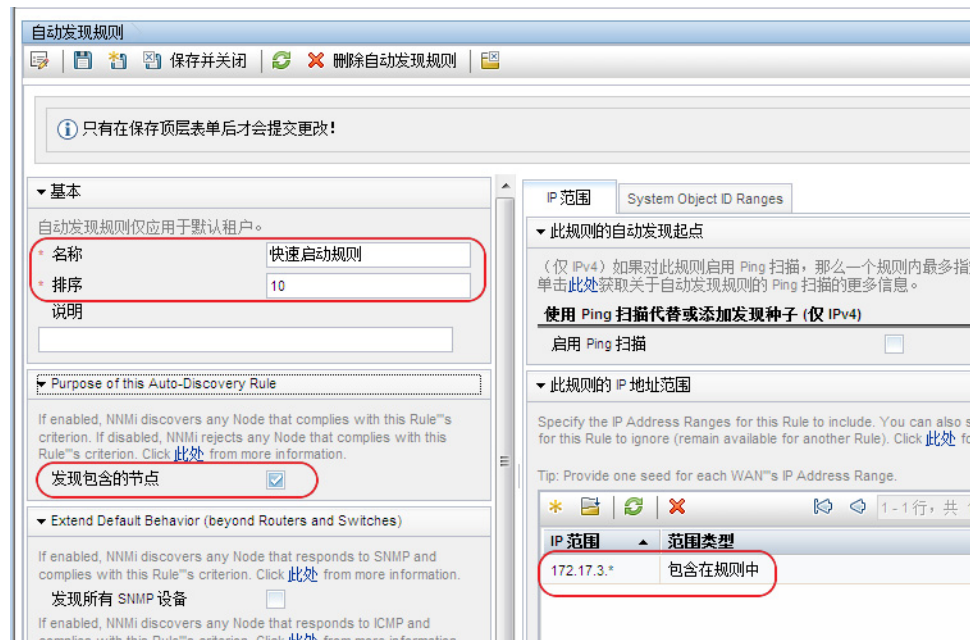 自动发现规则
保存并关闭 删除自动发现规则
只有在保存顶层表单后才会提交更改!
基本
自动发现规则仅应用于默认租户。
* 名称 快速启动规则
* 排序 10
说明
Purpose of this Auto-Discovery Rule
If enabled, NNMi discovers any Node that complies with this Rule""s
criterion. If disabled, NNMi rejects any Node that complies with this
Rule""s criterion. Click 此处 from more information.
发现包含的节点
Extend Default Behavior (beyond Routers and Switches)
If enabled, NNMi discovers any Node that responds to SNMP and
complies with this Rule""s criterion. Click 此处 from more information.
发现所有 SNMP 设备
If enabled, NNMi discovers any Node that responds to ICMP and
complies with this Rule""s criterion. Click 此处 from more information
IP 范围 System Object ID Ranges
此规则的自动发现起点
(仅 IPv4) 如果对此规则启用 Ping 扫描,那么一个规则内最多指
单击此处获取关于自动发现规则的 Ping 扫描的更多信息。
使用 Ping 扫描代替或添加发现种子 (仅 IPv4)
启用 Ping 扫描
此规则的 IP 地址范围
Specify the IP Address Ranges for this Rule to include. You can also s
for this Rule to ignore (remain available for another Rule). Click 此处 fo
Tip: Provide one seed for each WAN""s IP Address Range.
1 - 1 行,共
IP 范围 范围类型
172.17.3.* 包含在规则中